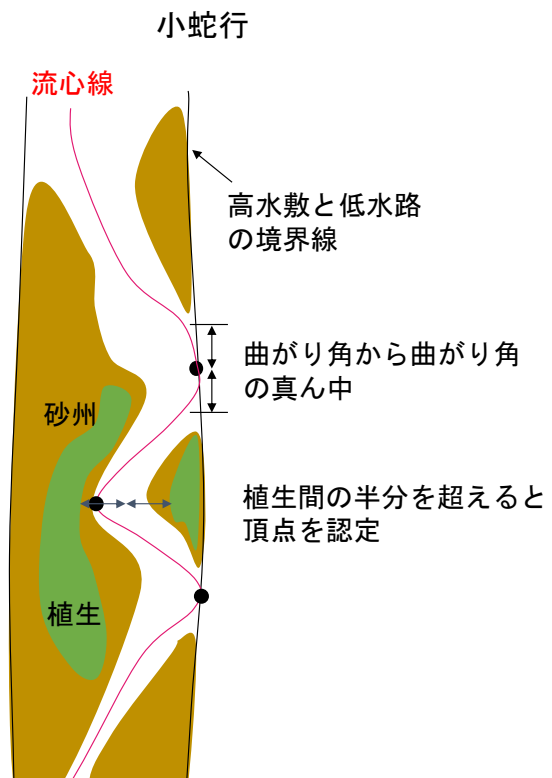 小蛇行
流心線
高水敷と低水路
の境界線
曲がり角から曲がり角
の真ん中
砂州
植生間の半分を超えると
頂点を認定
植生